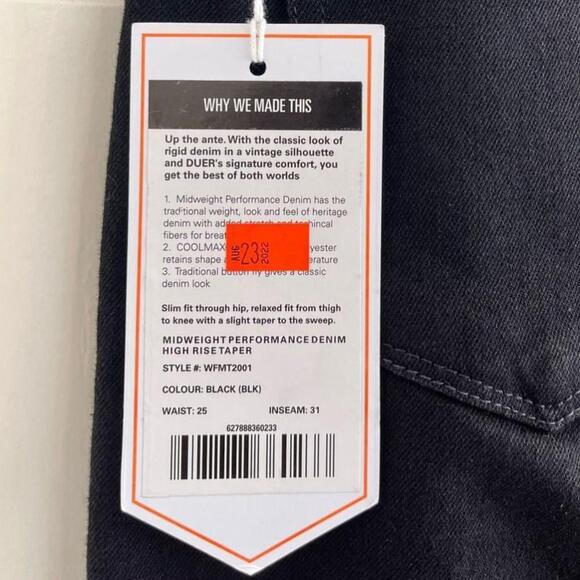 WHY WE MADE THIS
Up the ante. With the classic look of
rigid denim in a vintage silhouette
and DUER's signature comfort, you
get the best of both worlds
1. Midweight Performance Denim has the
traditional weight, look and feel of heritage
denim with added stretch and techincal
fibers for
2. COOLMAX
retains shape
3. Traditional button fly gives a classic
denim look
AUG 23 2022
Slim fit through hip, relaxed fit from thigh
to knee with a slight taper to the sweep.
MIDWEIGHT PERFORMANCE DENIM
HIGH RISE TAPER
STYLE #: WFMT2001
COLOUR: BLACK (BLK)
WAIST: 25 INSEAM: 31
627888360233